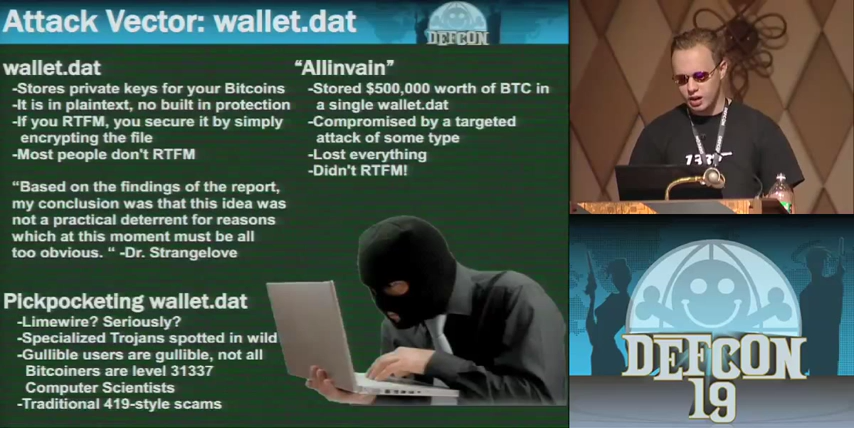 Attack Vector: wallet.dat
DEFCON
wallet.dat
-Stores private keys for your Bitcoins
-It is in plaintext, no built in protection
-If you RTFM, you secure it by simply
encrypting the file
-Most people don't RTFM
"Based on the findings of the report,
my conclusion was that this idea was
not a practical deterrent for reasons
which at this moment must be all
too obvious. “ -Dr. Strangelove
Pickpocketing wallet.dat
-Limewire? Seriously?
-Specialized Trojans spotted in wild
-Gullible users are gullible, not all
Bitcoiners are level 31337
Computer Scientists
-Traditional 419-style scams
“Allinvain”
-Stored $500,000 worth of BTC in
a single wallet.dat
-Compromised by a targeted
attack of some type
-Lost everything
-Didn't RTFM!
DEFCON
19